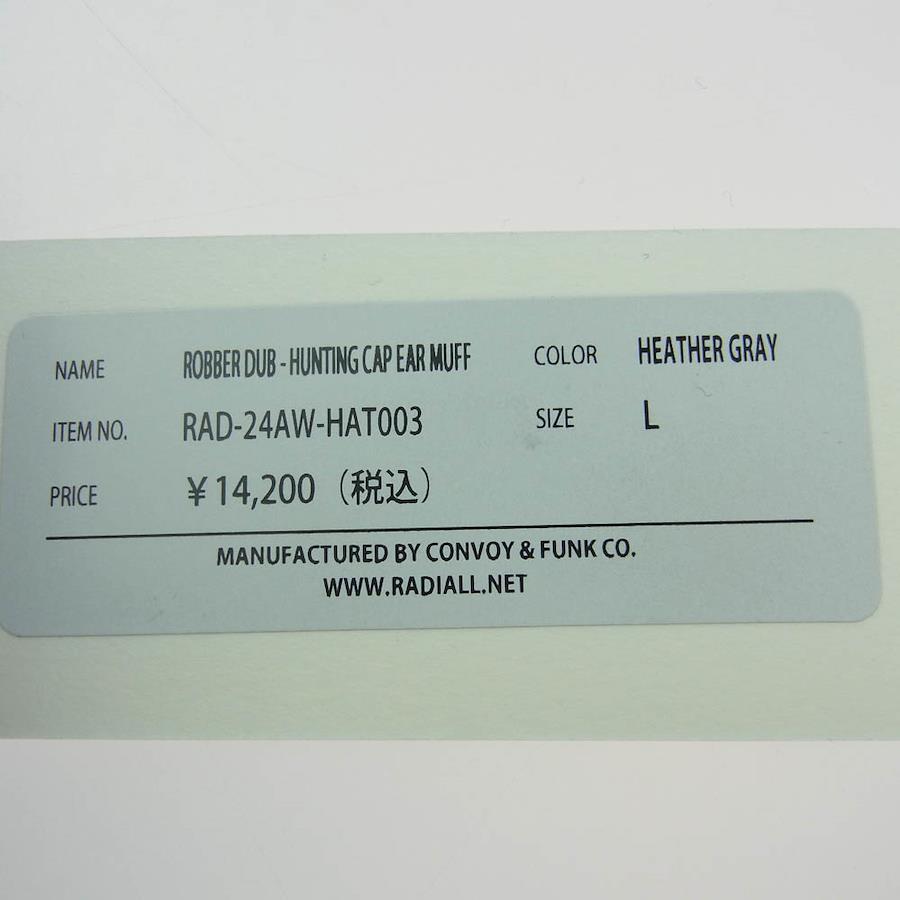 NAME ROBBER DUB - HUNTING CAP EAR MUFF COLOR HEATHER GRAY
ITEM NO. RAD-24AW-HAT003 SIZE L
PRICE ¥14,200（税込）
MANUFACTURED BY CONVOY & FUNK CO.
WWW.RADIALL.NET